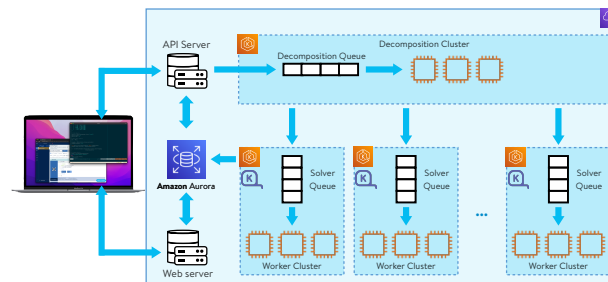 API Server
Decomposition Cluster
Decomposition Queue
K
Amazon Aurora
K
Solver
Queue
K
Solver
Queue
K
Solver
Queue
...
Worker Cluster
Worker Cluster
Worker Cluster
Web server